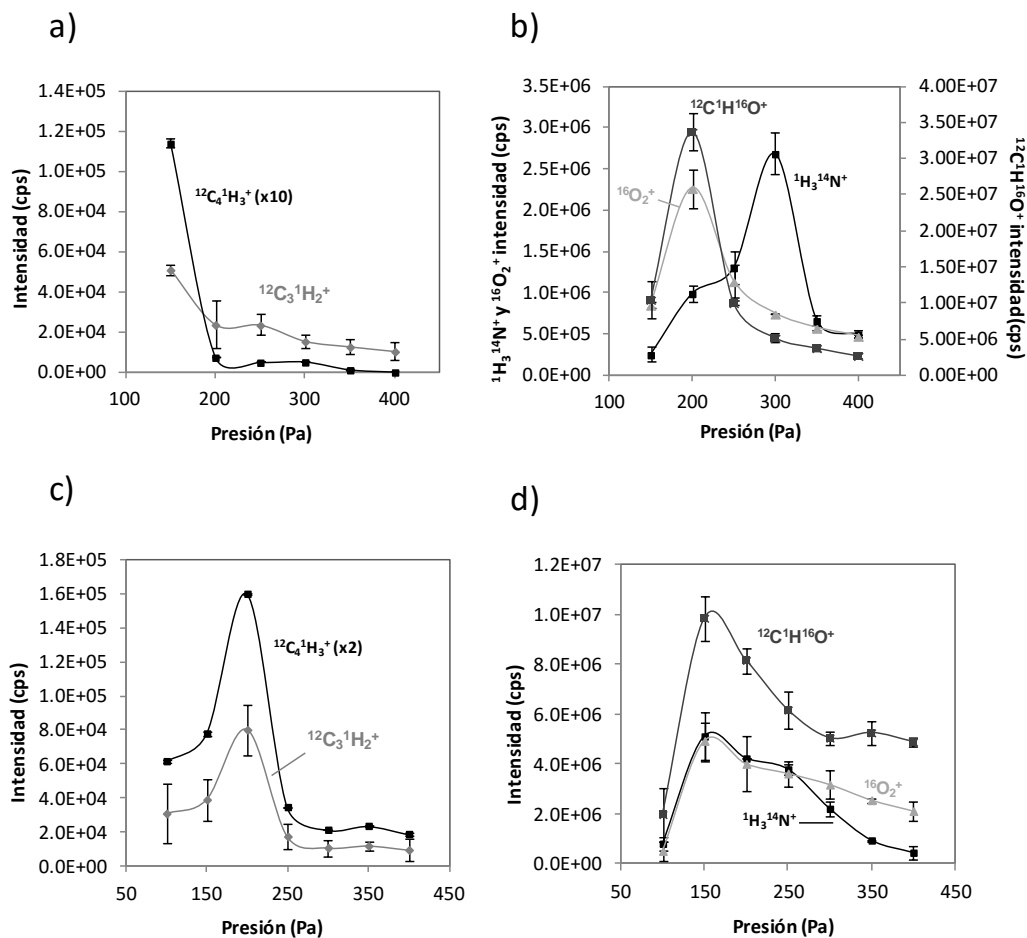 a)
1.4E+05
1.2E+05
1.0E+05
8.0E+04
6.0E+04
4.0E+04
2.0E+04
0.0E+00
100 200 300 400
Intensidad (cps)
Presión (Pa)
¹²C₄¹H₃⁺ (x10)
¹²C₃¹H₂⁺
b)
3.5E+06
3.0E+06
2.5E+06
2.0E+06
1.5E+06
1.0E+06
5.0E+05
0.0E+00
4.00E+07
3.50E+07
3.00E+07
2.50E+07
2.00E+07
1.50E+07
1.00E+07
5.00E+06
0.00E+00
100 200 300 400
¹H₃¹⁴N⁺ y ¹⁶O₂⁺ intensidad (cps)
¹²C¹H¹⁶O⁺ intensidad (cps)
Presión (Pa)
¹²C¹H¹⁶O⁺
¹⁶O₂⁺
¹H₃¹⁴N⁺
c)
1.8E+05
1.6E+05
1.4E+05
1.2E+05
1.0E+05
8.0E+04
6.0E+04
4.0E+04
2.0E+04
0.0E+00
50 150 250 350 450
Intensidad (cps)
Presión (Pa)
¹²C₄¹H₃⁺ (x2)
¹²C₃¹H₂⁺
d)
1.2E+07
1.0E+07
8.0E+06
6.0E+06
4.0E+06
2.0E+06
0.0E+00
50 150 250 350 450
Intensidad (cps)
Presión (Pa)
¹²C¹H¹⁶O⁺
¹⁶O₂⁺
¹H₃¹⁴N⁺